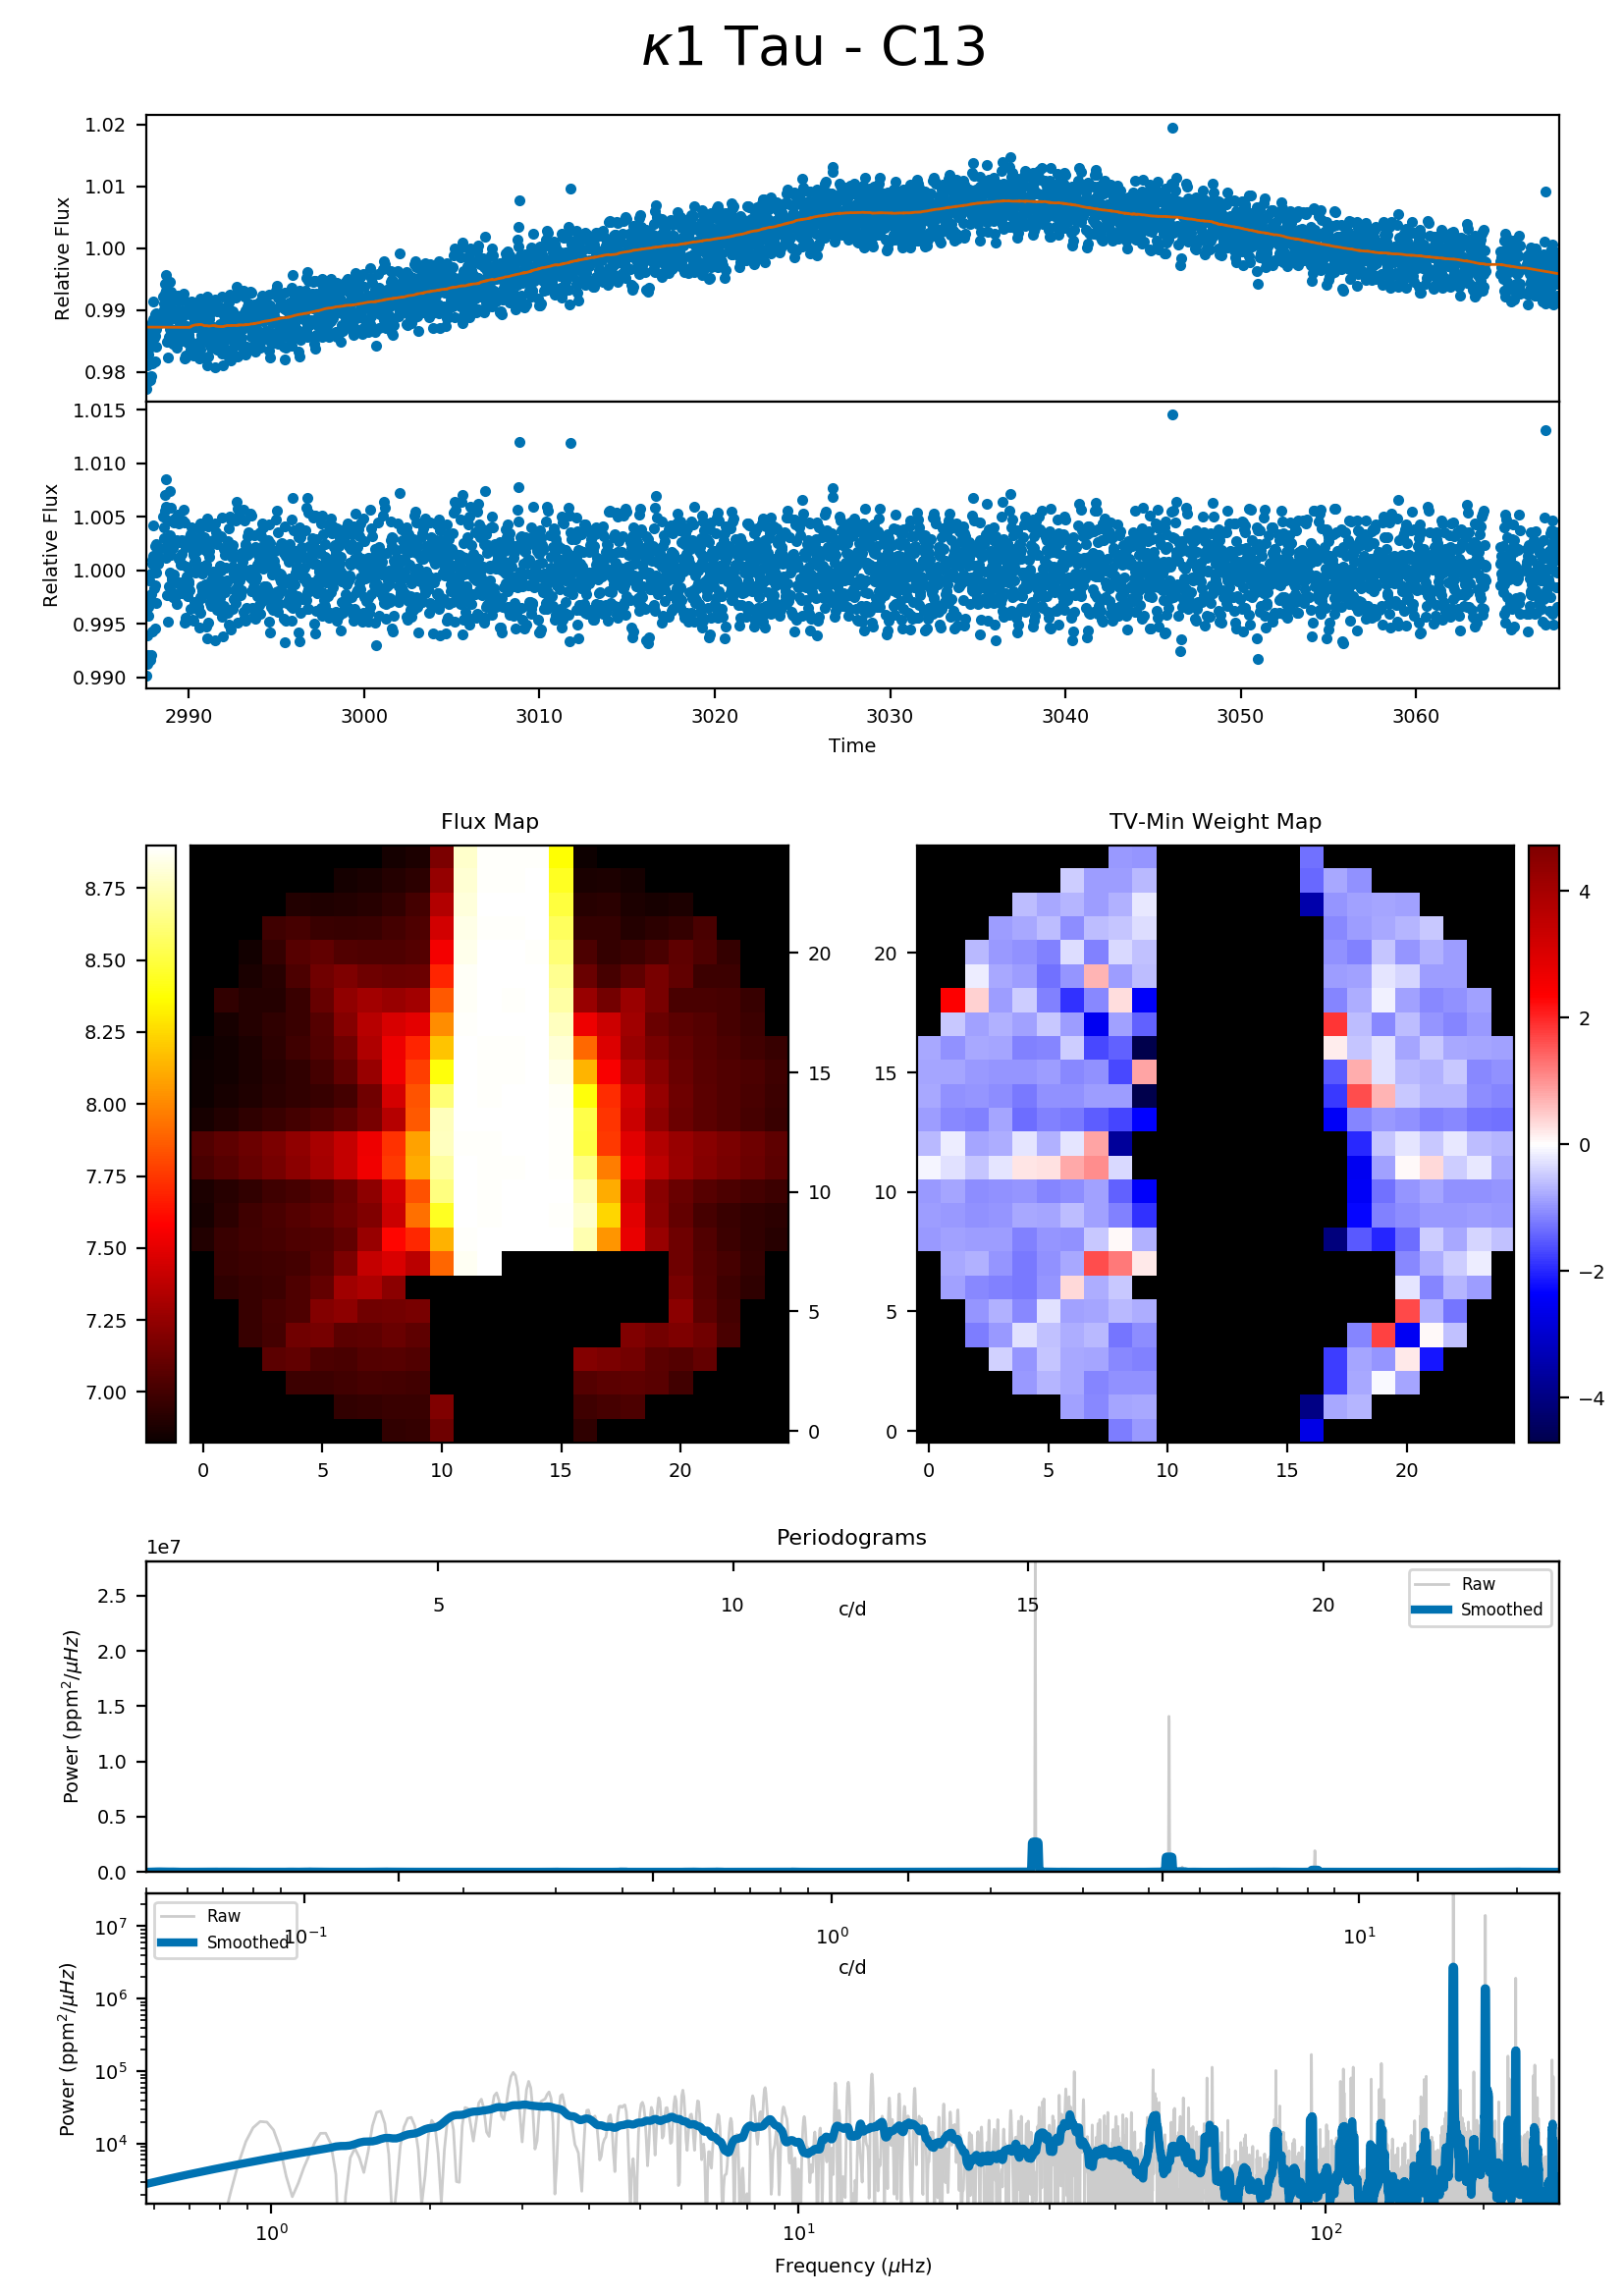 κ1 Tau - C13
Relative Flux
1.02
1.01
1.00
0.99
0.98
Relative Flux
1.015
1.010
1.005
1.000
0.995
0.990
2990 3000 3010 3020 3030 3040 3050 3060
Time
Flux Map
8.75
8.50
8.25
8.00
7.75
7.50
7.25
7.00
20
15
10
5
0
0 5 10 15 20
TV-Min Weight Map
20
15
10
5
0
0 5 10 15 20
4
2
0
−2
−4
Periodograms
1e7
Power (ppm²/μHz)
2.5
2.0
1.5
1.0
0.5
0.0
5 10 15 20
c/d
Raw
Smoothed
Power (ppm²/μHz)
10⁷
10⁶
10⁵
10⁴
Raw
Smoothed
10⁻¹ 10⁰ 10¹
c/d
10⁰ 10¹ 10²
Frequency (μHz)